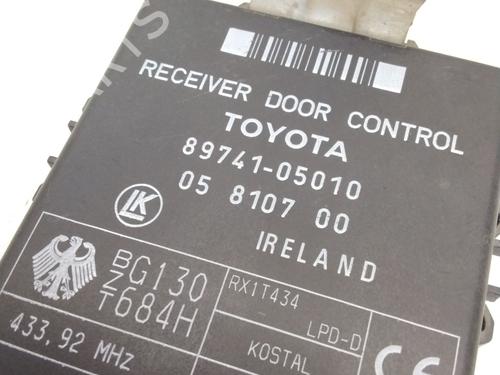 RECEIVER DOOR CONTROL
TOYOTA
89741-05010
05 8107 00
IRELAND
LK
BG130
Z
T684H
RX1T434
LPD-D
433,92 MHz
KOSTAL
CE